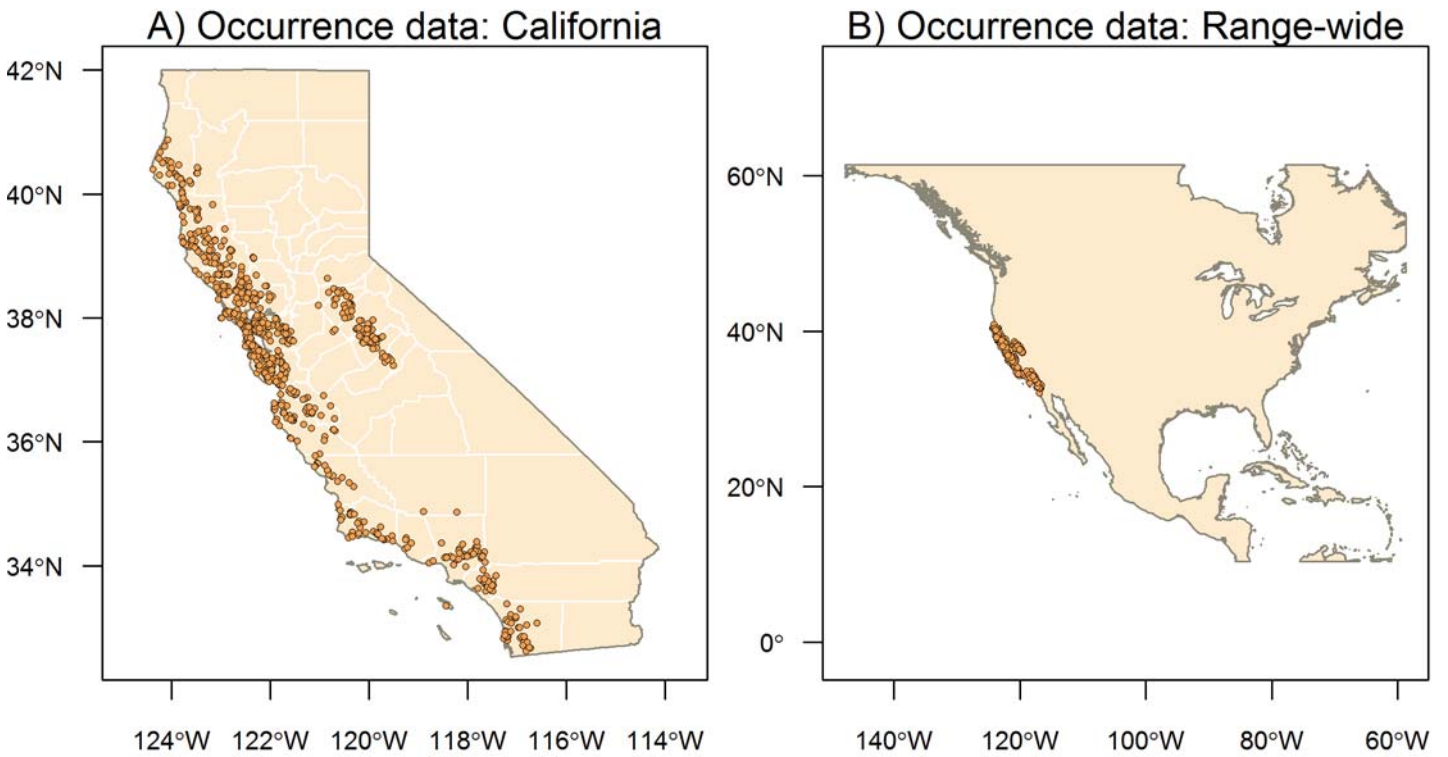 A) Occurrence data: California
42°N
40°N
38°N
36°N
34°N
124°W 122°W 120°W 118°W 116°W 114°W
B) Occurrence data: Range-wide
60°N
40°N
20°N
0°
140°W 120°W 100°W 80°W 60°W